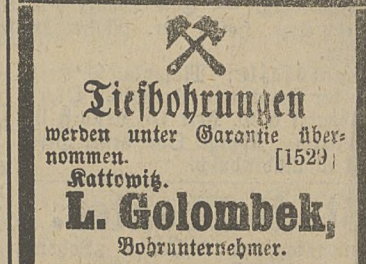 Tiefbohrungen
werden unter Garantie über=
nommen. [1529
Kattowitz.
L. Golombek,
Bohrunternehmer.